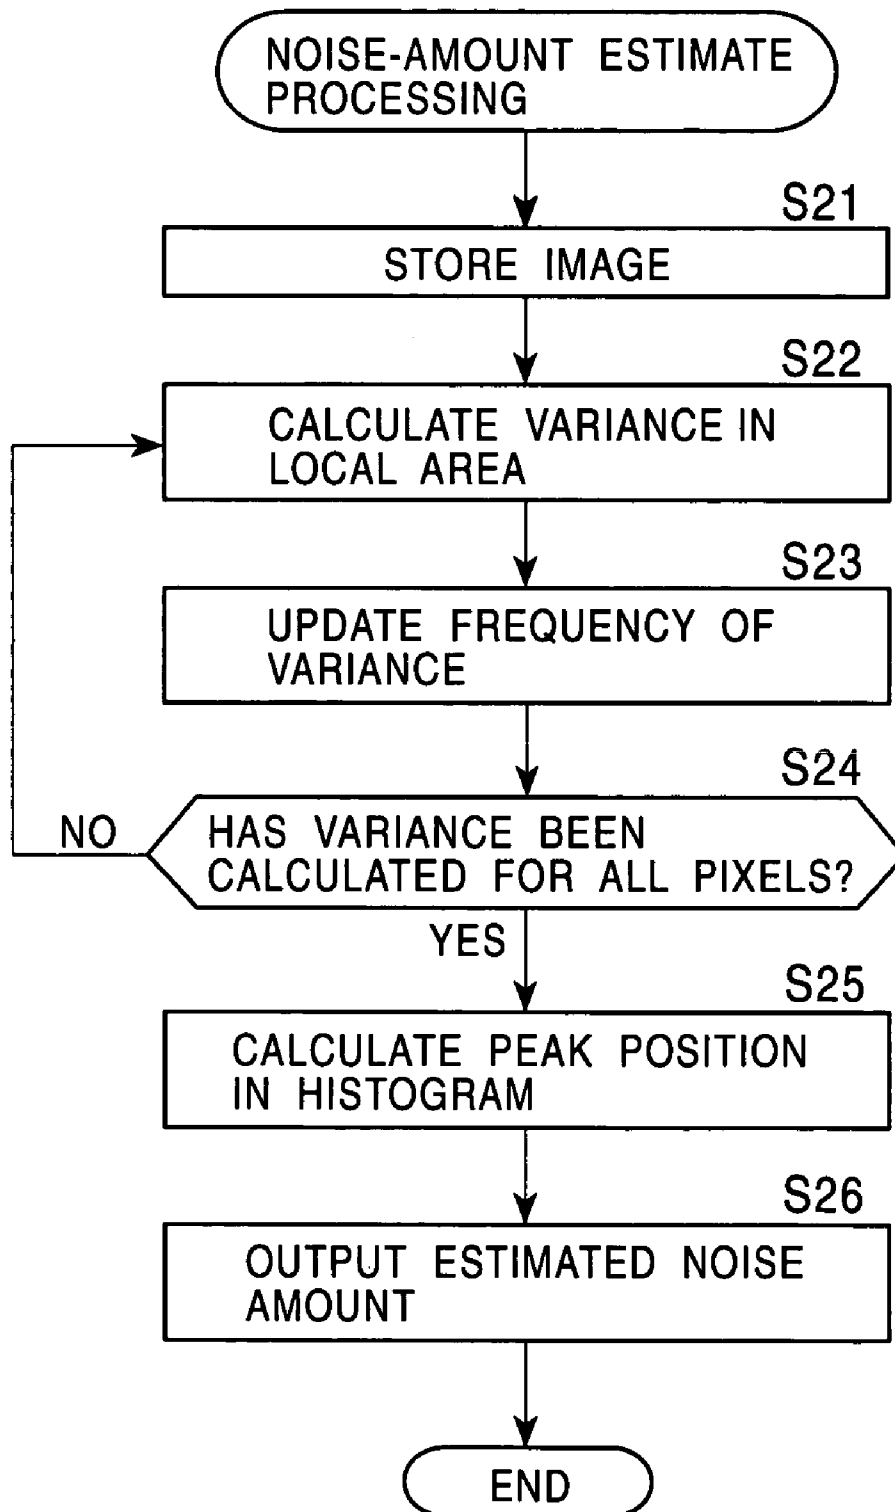 NOISE-AMOUNT ESTIMATE
PROCESSING
S21
STORE IMAGE
S22
CALCULATE VARIANCE IN
LOCAL AREA
S23
UPDATE FREQUENCY OF
VARIANCE
S24
NO
HAS VARIANCE BEEN
CALCULATED FOR ALL PIXELS?
YES
S25
CALCULATE PEAK POSITION
IN HISTOGRAM
S26
OUTPUT ESTIMATED NOISE
AMOUNT
END